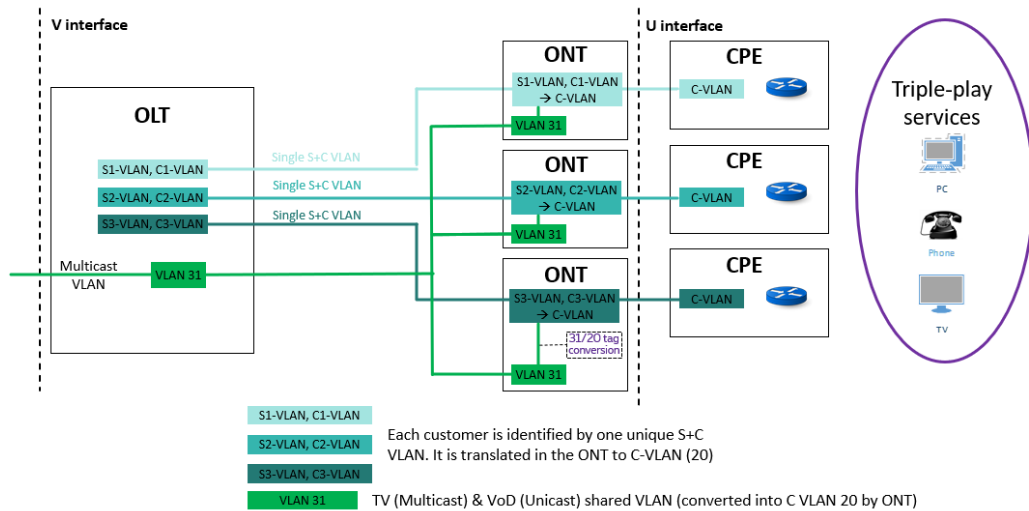 V interface
U interface
OLT
S1-VLAN, C1-VLAN
S2-VLAN, C2-VLAN
S3-VLAN, C3-VLAN
Multicast
VLAN
VLAN 31
Single S+C VLAN
Single S+C VLAN
Single S+C VLAN
ONT
S1-VLAN, C1-VLAN
→ C-VLAN
VLAN 31
ONT
S2-VLAN, C2-VLAN
→ C-VLAN
VLAN 31
ONT
S3-VLAN, C3-VLAN
→ C-VLAN
31/20 tag
conversion
VLAN 31
CPE
C-VLAN
CPE
C-VLAN
CPE
C-VLAN
Triple-play
services
PC
Phone
TV
S1-VLAN, C1-VLAN
S2-VLAN, C2-VLAN
S3-VLAN, C3-VLAN
Each customer is identified by one unique S+C
VLAN. It is translated in the ONT to C-VLAN (20)
VLAN 31
TV (Multicast) & VoD (Unicast) shared VLAN (converted into C VLAN 20 by ONT)